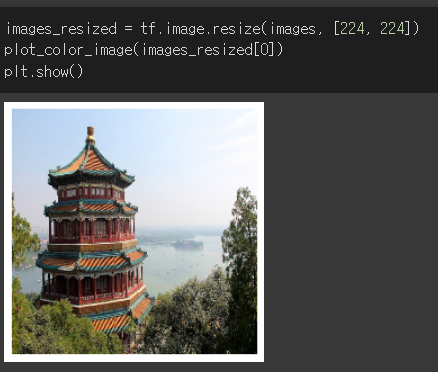 images_resized = tf.image.resize(images, [224, 224])
plot_color_image(images_resized[0])
plt.show()